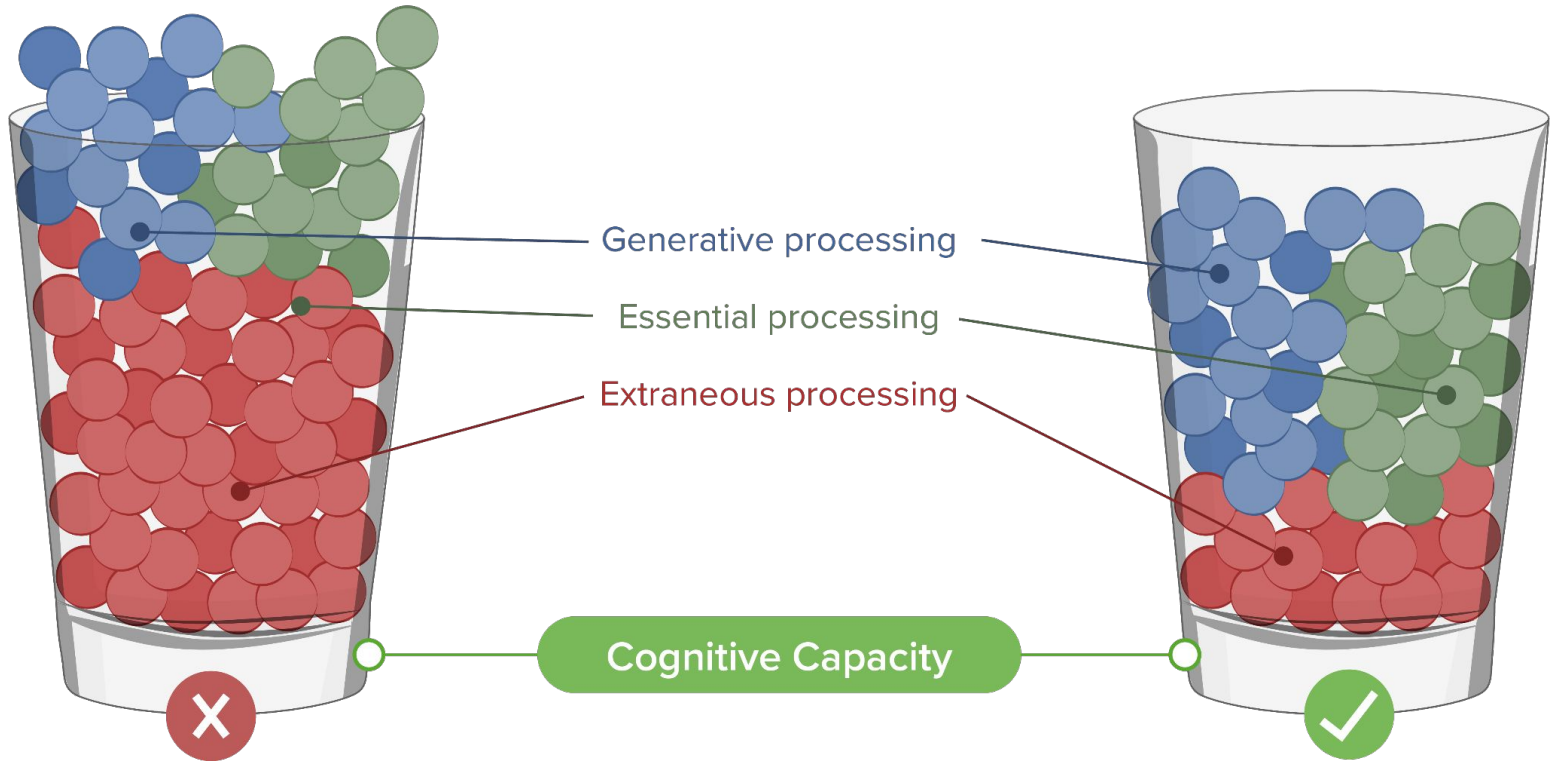 Generative processing
Essential processing
Extraneous processing
Cognitive Capacity